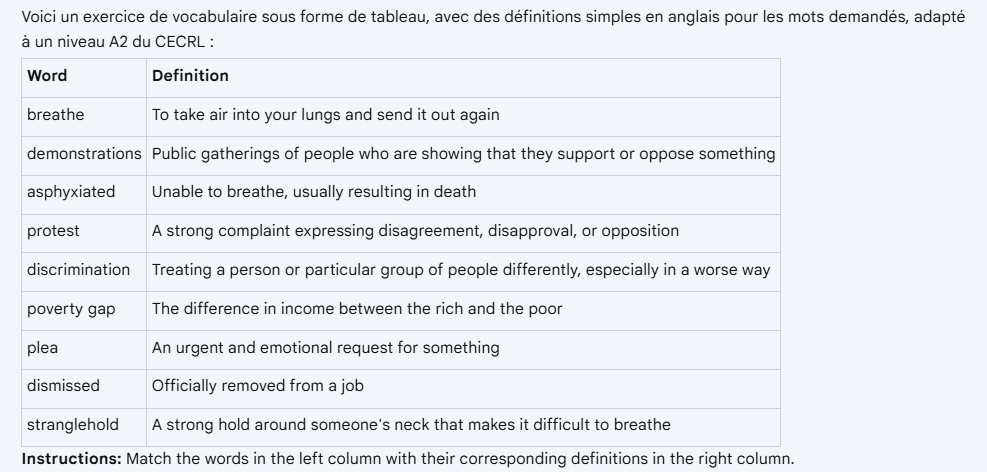 Voici un exercice de vocabulaire sous forme de tableau, avec des définitions simples en anglais pour les mots demandés, adapté
à un niveau A2 du CECRL :
Word Definition
breathe To take air into your lungs and send it out again
demonstrations Public gatherings of people who are showing that they support or oppose something
asphyxiated Unable to breathe, usually resulting in death
protest A strong complaint expressing disagreement, disapproval, or opposition
discrimination Treating a person or particular group of people differently, especially in a worse way
poverty gap The difference in income between the rich and the poor
plea An urgent and emotional request for something
dismissed Officially removed from a job
stranglehold A strong hold around someone's neck that makes it difficult to breathe
Instructions: Match the words in the left column with their corresponding definitions in the right column.